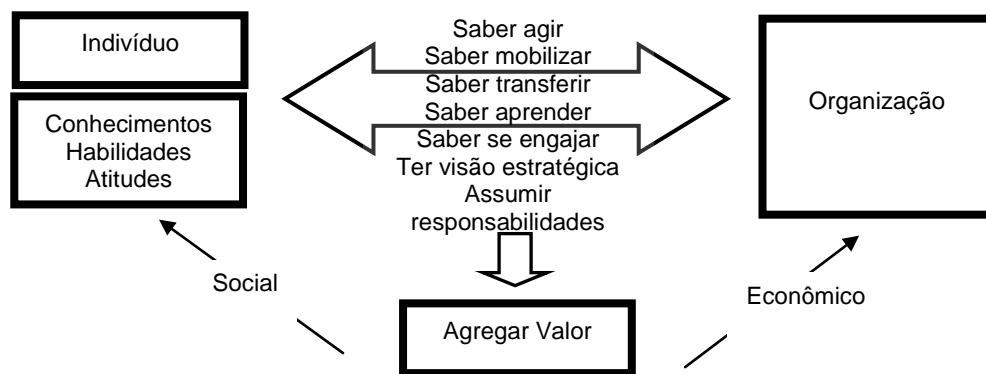 Indivíduo
Conhecimentos
Habilidades
Atitudes
Saber agir
Saber mobilizar
Saber transferir
Saber aprender
Saber se engajar
Ter visão estratégica
Assumir
responsabilidades
Organização
Social
Econômico
Agregar Valor